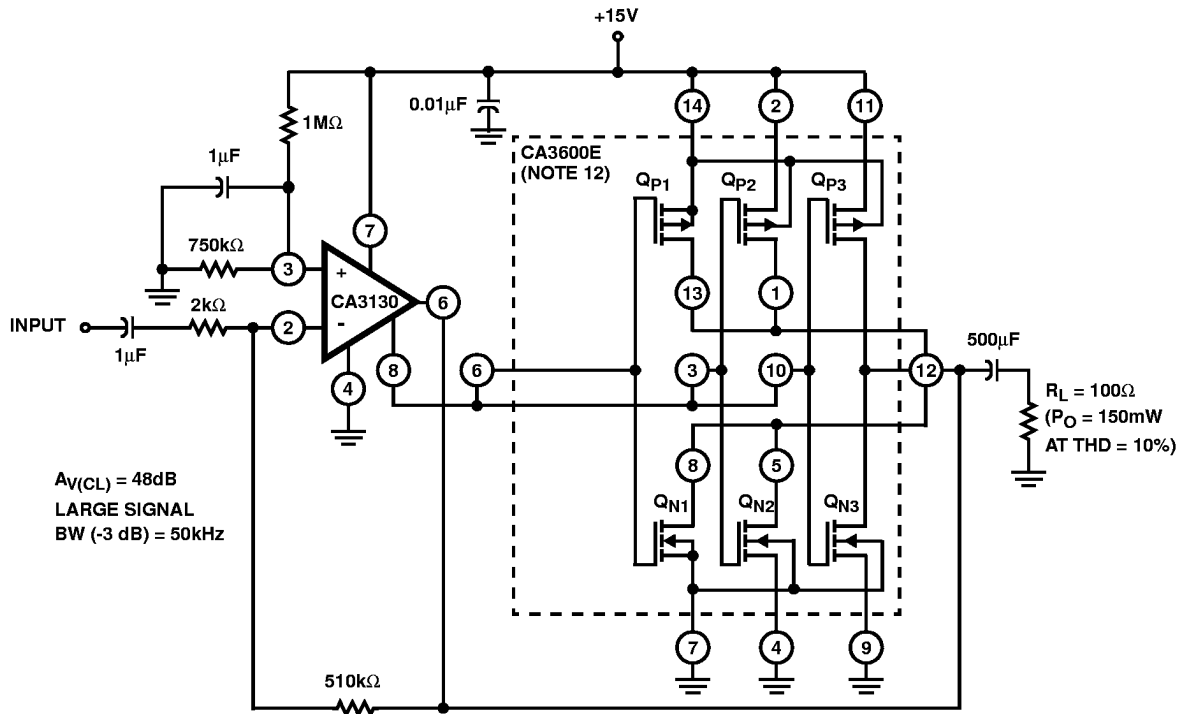 +15V
0.01µF
1MΩ
1µF
750kΩ
2kΩ
INPUT
1µF
3
2
+
-
CA3130
7
6
4
8
14
2
11
CA3600E
(NOTE 12)
QP1
QP2
QP3
13
1
6
3
10
12
500µF
RL = 100Ω
(PO = 150mW
AT THD = 10%)
8
5
QN1
QN2
QN3
7
4
9
AV(CL) = 48dB
LARGE SIGNAL
BW (-3 dB) = 50kHz
510kΩ